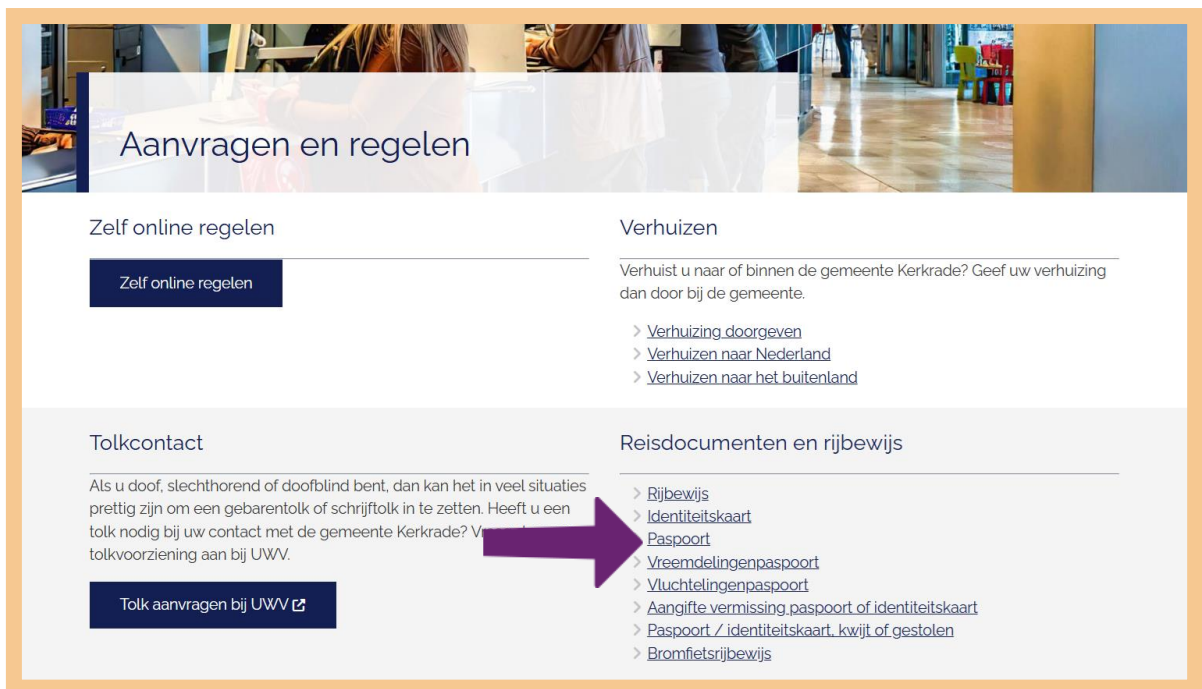 Aanvragen en regelen
Zelf online regelen
Zelf online regelen
Verhuizen
Verhuist u naar of binnen de gemeente Kerkrade? Geef uw verhuizing
dan door bij de gemeente.
Verhuizing doorgeven
Verhuizen naar Nederland
Verhuizen naar het buitenland
Tolkcontact
Als u doof, slechthorend of doofblind bent, dan kan het in veel situaties
prettig zijn om een gebarentolk of schrijftolk in te zetten. Heeft u een
tolk nodig bij uw contact met de gemeente Kerkrade?
tolkvoorziening aan bij UWV.
Tolk aanvragen bij UWV
Reisdocumenten en rijbewijs
Rijbewijs
Identiteitskaart
Paspoort
Vreemdelingenpaspoort
Vluchtelingenpaspoort
Aangifte vermissing paspoort of identiteitskaart
Paspoort / identiteitskaart, kwijt of gestolen
Bromfietsrijbewijs